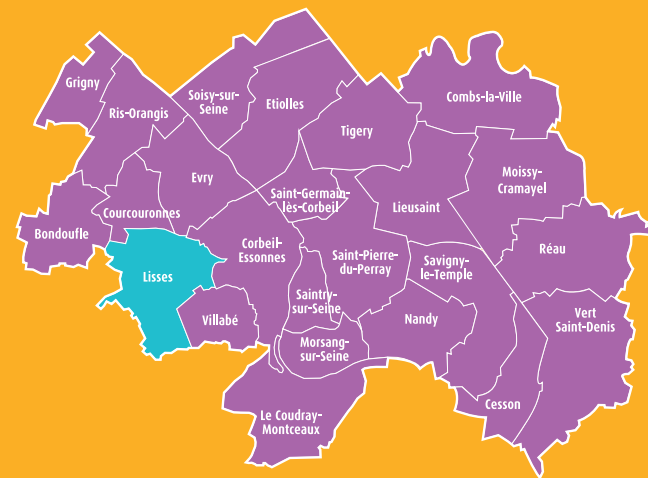 Grigny
Ris-Orangis
Soisy-sur-
Seine
Etiolles
Tigery
Combs-la-Ville
Evry
Saint-Germain-
lès-Corbeil
Lieusaint
Moissy-
Cramayel
Bondoufle
Courcouronnes
Lisses
Corbeil-
Essonnes
Saint-Pierre-
du-Perray
Savigny-
le-Temple
Réau
Villabé
Saintry-
sur-Seine
Nandy
Vert
Saint-Denis
Morsang-
sur-Seine
Cesson
Le Coudray-
Montceaux